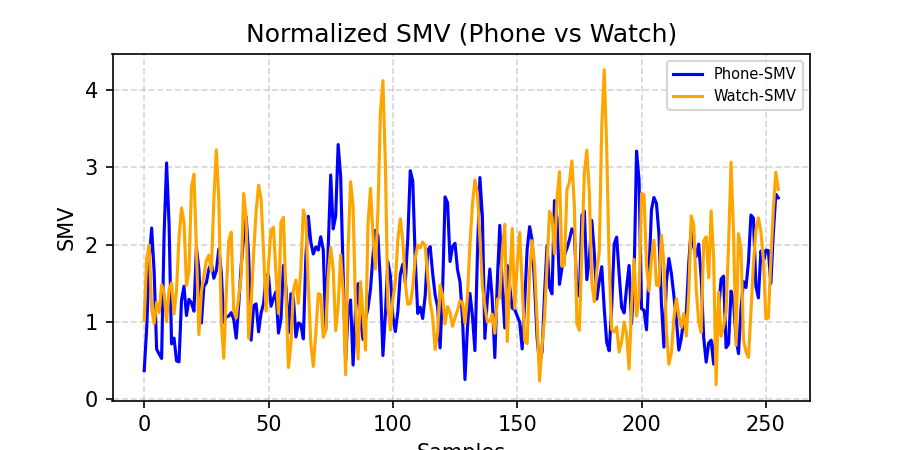 Normalized SMV (Phone vs Watch)
Phone-SMV
Watch-SMV
SMV
4
3
2
1
0
0 50 100 150 200 250
Samples